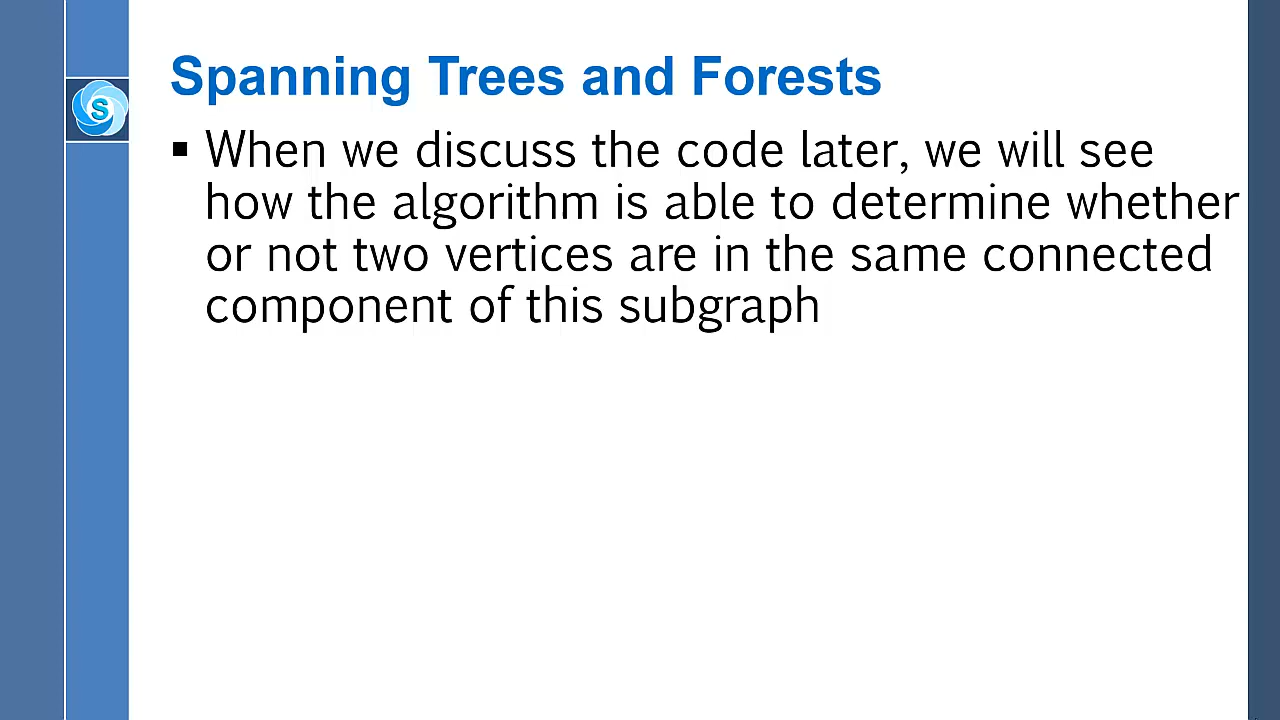 Spanning Trees and Forests
S
▪ When we discuss the code later, we will see
how the algorithm is able to determine whether
or not two vertices are in the same connected
component of this subgraph